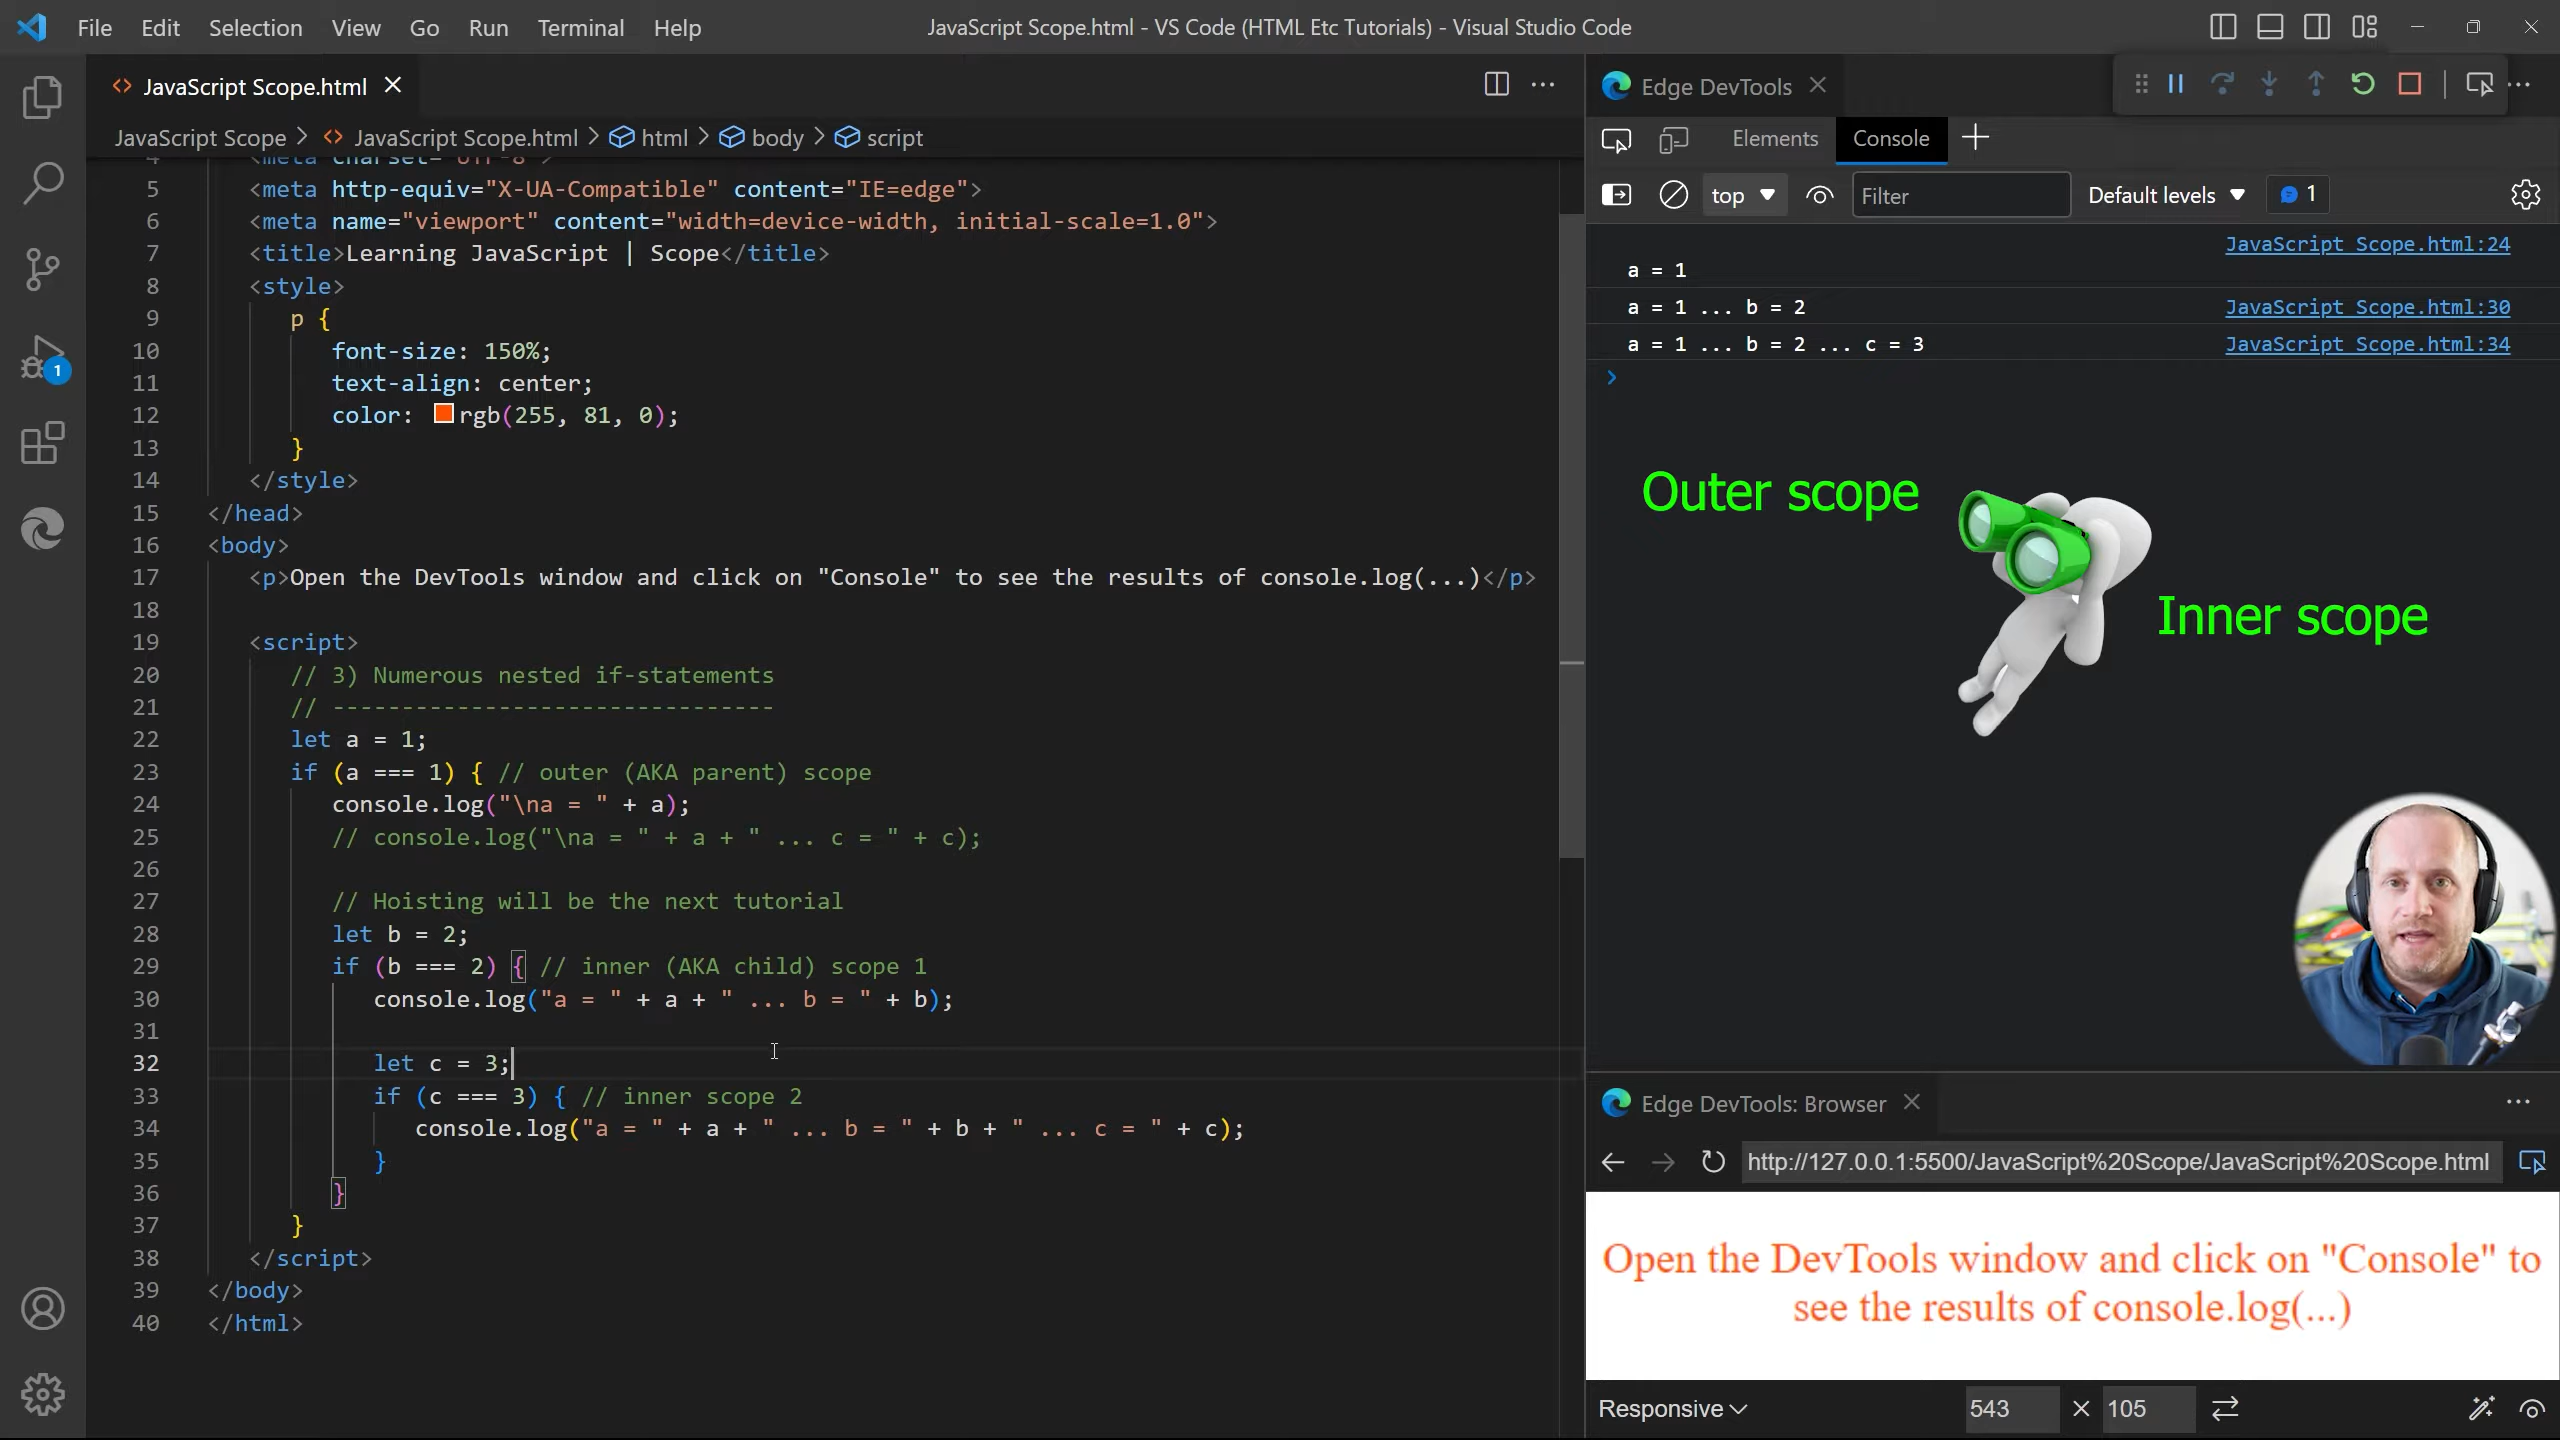 File Edit Selection View Go Run Terminal Help
JavaScript Scope.html - VS Code (HTML Etc Tutorials) - Visual Studio Code
JavaScript Scope.html
JavaScript Scope > JavaScript Scope.html > html > body > script
4 <meta charset="UTF-8">
5 <meta http-equiv="X-UA-Compatible" content="IE=edge">
6 <meta name="viewport" content="width=device-width, initial-scale=1.0">
7 <title>Learning JavaScript | Scope</title>
8 <style>
9 p {
10 font-size: 150%;
11 text-align: center;
12 color: rgb(255, 81, 0);
13 }
14 </style>
15 </head>
16 <body>
17 <p>Open the DevTools window and click on "Console" to see the results of console.log(...)</p>
18
19 <script>
20 // 3) Numerous nested if-statements
21 // --------------------------------
22 let a = 1;
23 if (a === 1) { // outer (AKA parent) scope
24 console.log("\na = " + a);
25 // console.log("\na = " + a + " ... c = " + c);
26
27 // Hoisting will be the next tutorial
28 let b = 2;
29 if (b === 2) { // inner (AKA child) scope 1
30 console.log("a = " + a + " ... b = " + b);
31
32 let c = 3;
33 if (c === 3) { // inner scope 2
34 console.log("a = " + a + " ... b = " + b + " ... c = " + c);
35 }
36 }
37 }
38 </script>
39 </body>
40 </html>
1
Edge DevTools
Elements Console
top Filter Default levels 1
JavaScript Scope.html:24
a = 1
a = 1 ... b = 2 JavaScript Scope.html:30
a = 1 ... b = 2 ... c = 3 JavaScript Scope.html:34
Outer scope
Inner scope
Edge DevTools: Browser
http://127.0.0.1:5500/JavaScript%20Scope/JavaScript%20Scope.html
Open the DevTools window and click on "Console" to
see the results of console.log(...)
Responsive 543 × 105